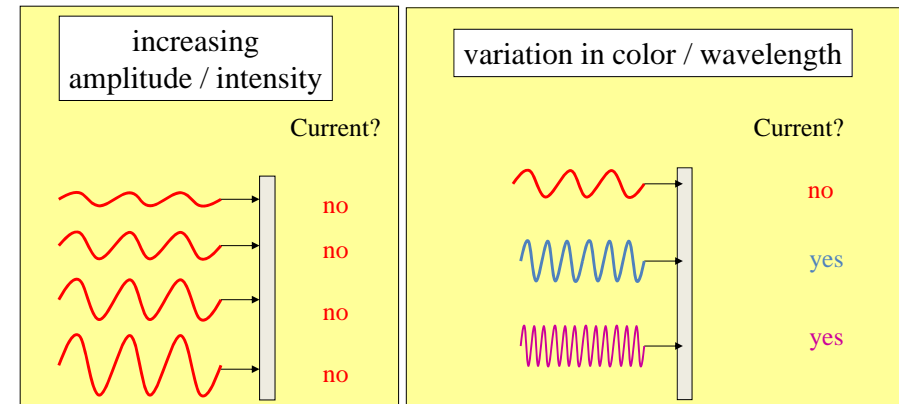 increasing
amplitude / intensity
Current?
no
no
no
no
variation in color / wavelength
Current?
no
yes
yes